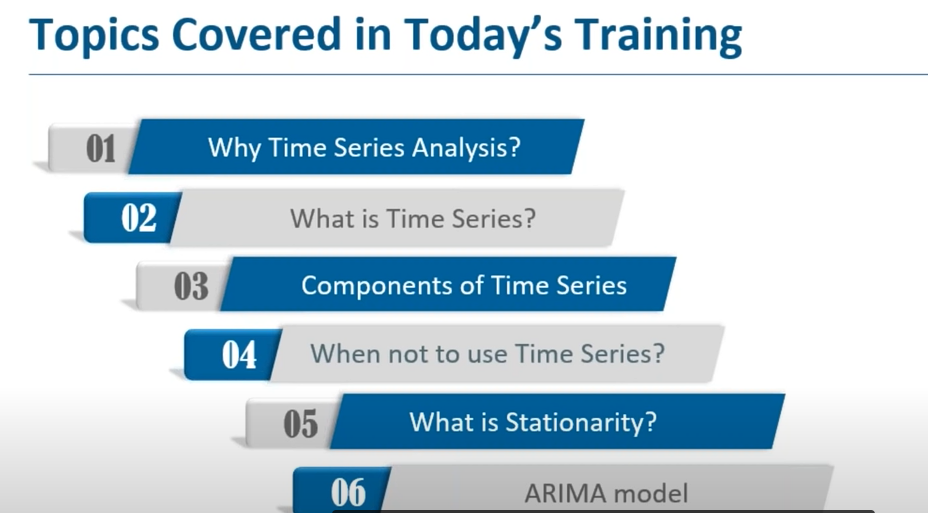 Topics Covered in Today's Training
01 Why Time Series Analysis?
02 What is Time Series?
03 Components of Time Series
04 When not to use Time Series?
05 What is Stationarity?
06 ARIMA model